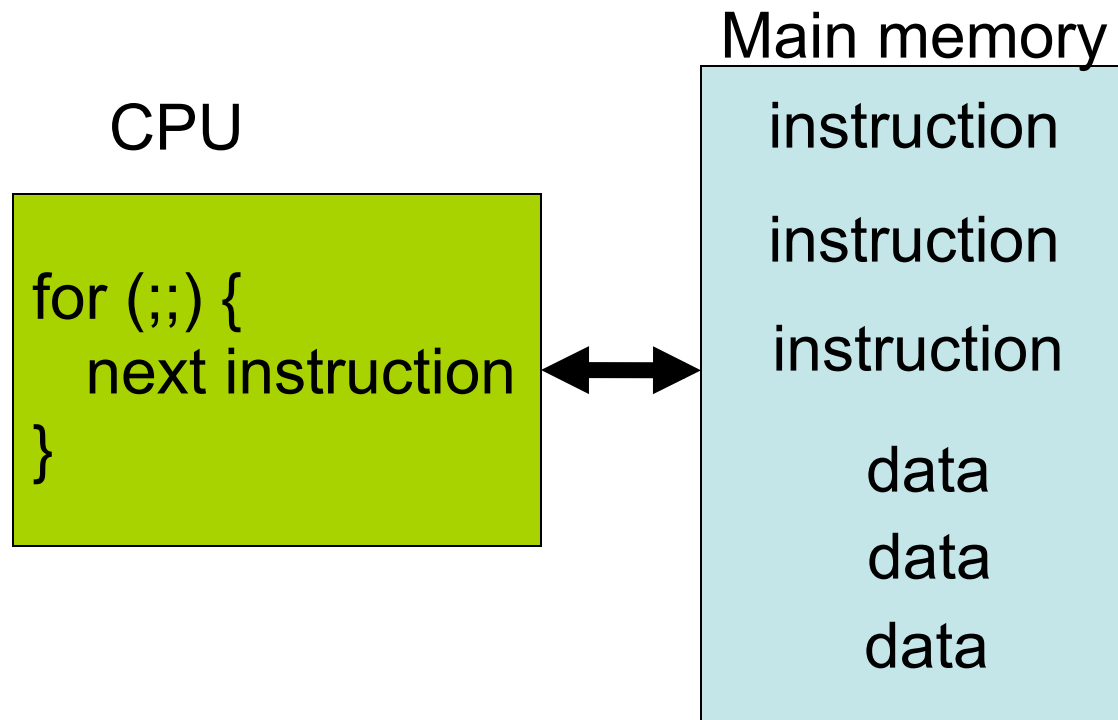 CPU
for (;;) {
next instruction
}
Main memory
instruction
instruction
instruction
data
data
data